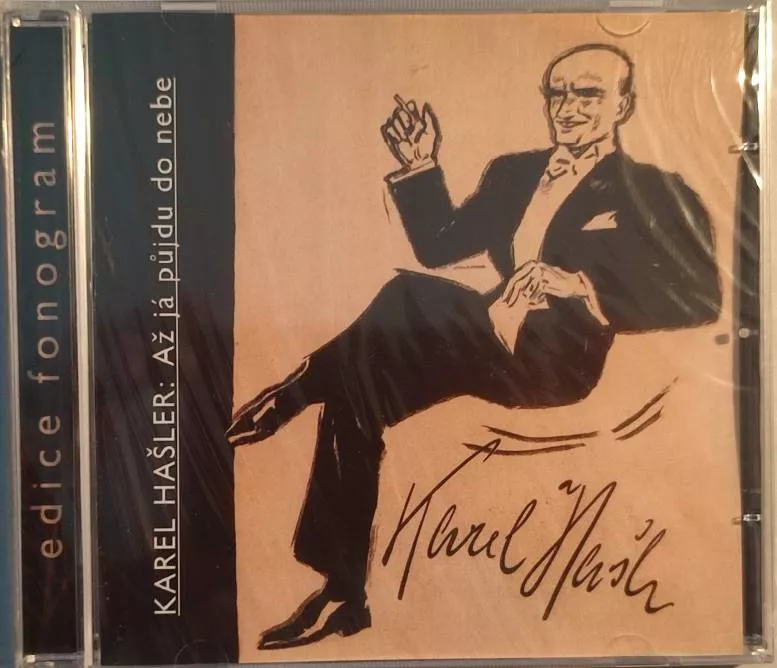 edice fonogram
KAREL HAŠLER: Až já půjdu do nebe
Karel Hašler